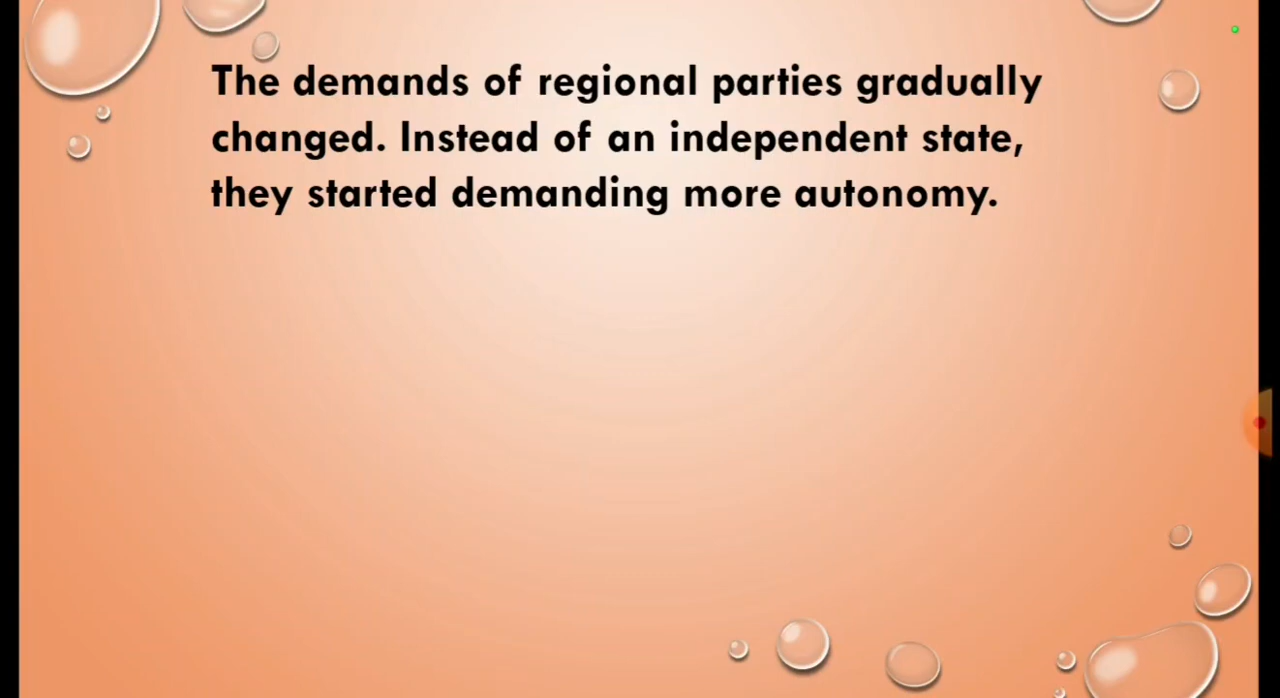 The demands of regional parties gradually
changed. Instead of an independent state,
they started demanding more autonomy.